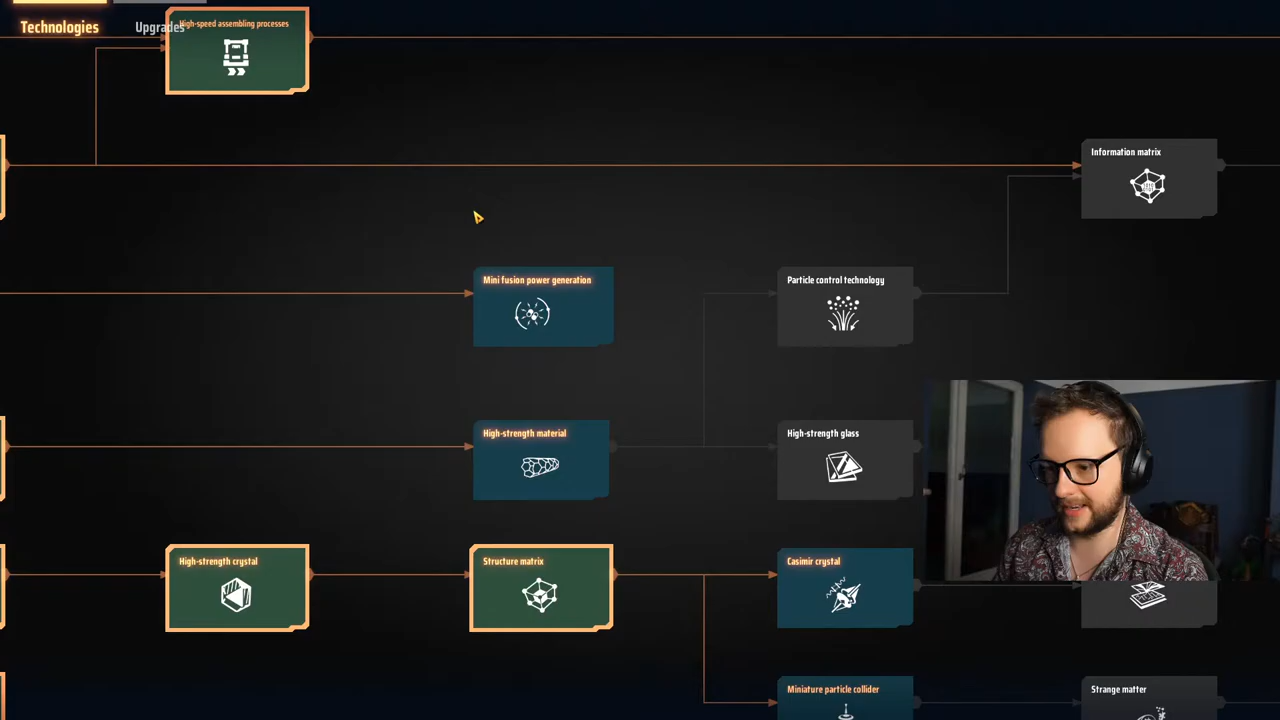 Technologies
Upgrades
High-speed assembling processes
Information matrix
Mini fusion power generation
Particle control technology
High-strength material
High-strength glass
High-strength crystal
Structure matrix
Casimir crystal
Miniature particle collider
Strange matter